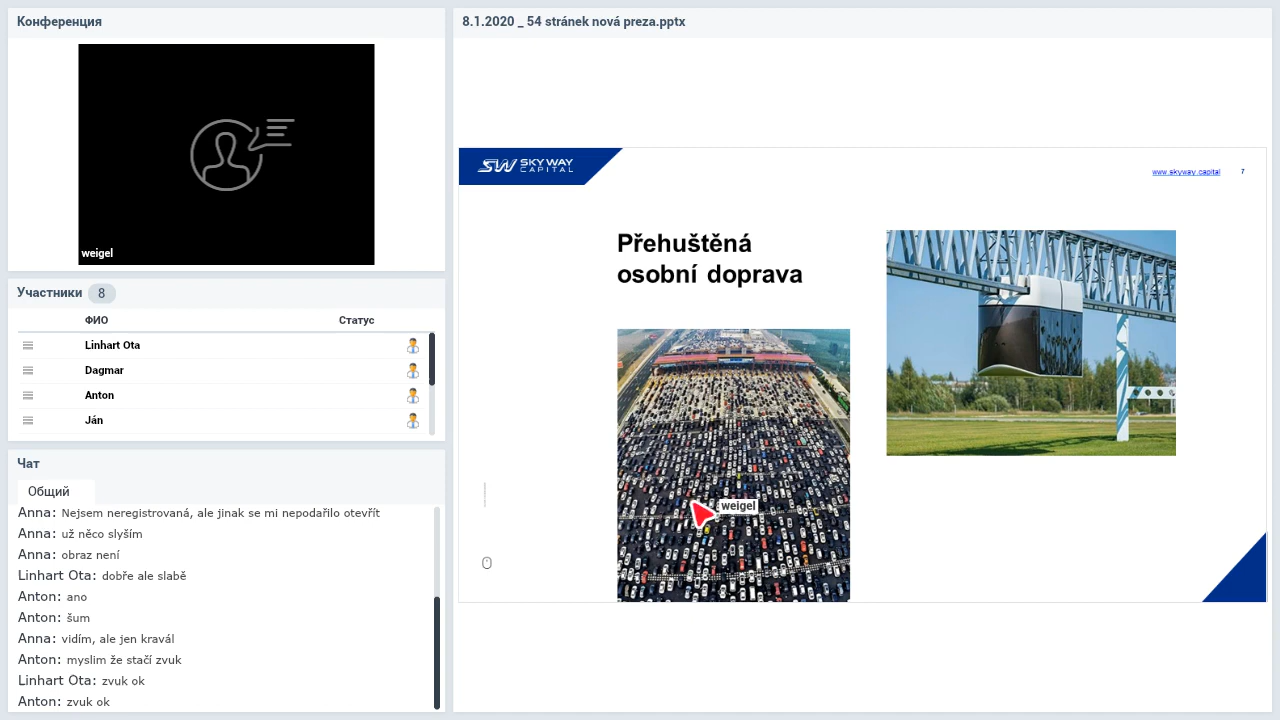 Конференция
weigel
Участники 8
ФИО Статус
Linhart Ota
Dagmar
Anton
Ján
Чат
Общий
Anna: Nejsem neregistrovaná, ale jinak se mi nepodařilo otevřít
Anna: už něco slyším
Anna: obraz není
Linhart Ota: dobře ale slabě
Anton: ano
Anton: šum
Anna: vidím, ale jen kravál
Anton: myslim že stačí zvuk
Linhart Ota: zvuk ok
Anton: zvuk ok
8.1.2020 _ 54 stránek nová preza.pptx
SW SKY WAY
CAPITAL
www.skyway.capital 7
Přehuštěná
osobní doprava
weigel